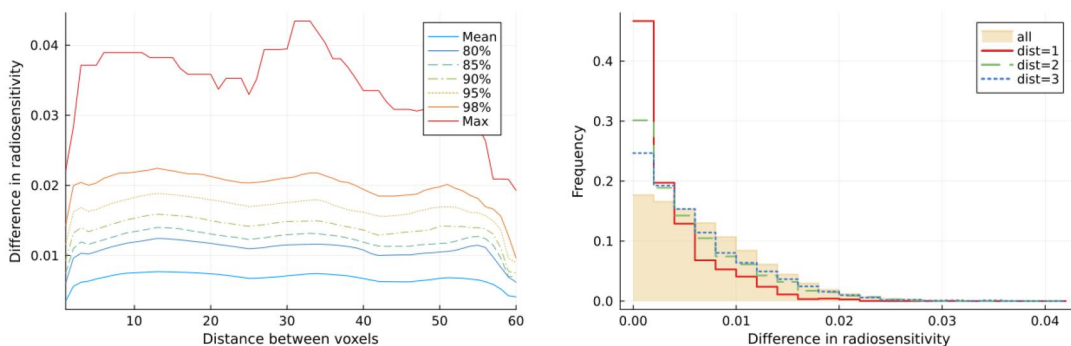 Difference in radiosensitivity
0.04
0.03
0.02
0.01
10
20
30
40
50
60
Distance between voxels
Mean
80%
85%
90%
95%
98%
Max
Frequency
0.4
0.3
0.2
0.1
0.0
0.00
0.01
0.02
0.03
0.04
Difference in radiosensitivity
all
dist=1
dist=2
dist=3